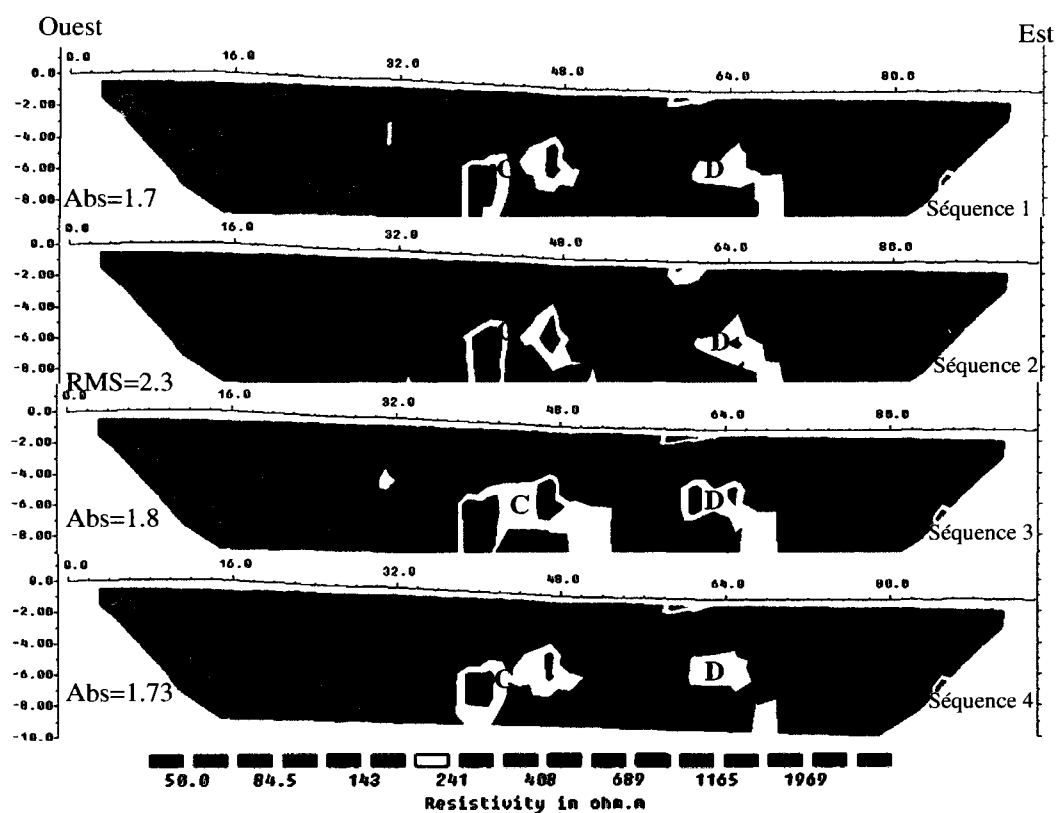 Ouest
Est
0.0 16.0 32.0 48.0 64.0 80.0
0.0
-2.00
-4.00
-6.00
-8.00
C D
Abs=1.7
Séquence 1
0.0 16.0 32.0 48.0 64.0 80.0
0.0
-2.00
-4.00
-6.00
-8.00
D
RMS=2.3
Séquence 2
0.0 16.0 32.0 48.0 64.0 80.0
0.0
-2.00
-4.00
-6.00
-8.00
C D
Abs=1.8
Séquence 3
0.0 16.0 32.0 48.0 64.0 80.0
0.0
-2.00
-4.00
-6.00
-8.00
-10.0
C D
Abs=1.73
Séquence 4
50.0 84.5 143 241 408 689 1165 1969
Resistivity in ohm.m